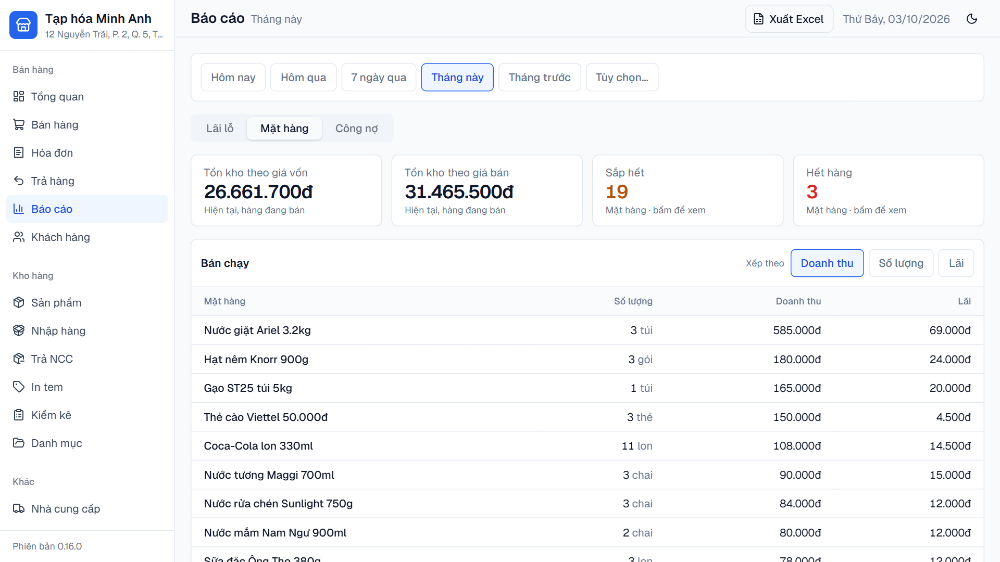 Tạp hóa Minh Anh
12 Nguyễn Trãi, P. 2, Q. 5, T...
Bán hàng
Tổng quan
Bán hàng
Hóa đơn
Trả hàng
Báo cáo
Khách hàng
Kho hàng
Sản phẩm
Nhập hàng
Trả NCC
In tem
Kiểm kê
Danh mục
Khác
Nhà cung cấp
Phiên bản 0.16.0
Báo cáo Tháng này
Xuất Excel Thứ Bảy, 03/10/2026
Hôm nay Hôm qua 7 ngày qua Tháng này Tháng trước Tùy chọn...
Lãi lỗ Mặt hàng Công nợ
Tồn kho theo giá vốn
26.661.700đ
Hiện tại, hàng đang bán
Tồn kho theo giá bán
31.465.500đ
Hiện tại, hàng đang bán
Sắp hết
19
Mặt hàng · bấm để xem
Hết hàng
3
Mặt hàng · bấm để xem
Bán chạy Xếp theo Doanh thu Số lượng Lãi
Mặt hàng Số lượng Doanh thu Lãi
Nước giặt Ariel 3.2kg 3 túi 585.000đ 69.000đ
Hạt nêm Knorr 900g 3 gói 180.000đ 24.000đ
Gạo ST25 túi 5kg 1 túi 165.000đ 20.000đ
Thẻ cào Viettel 50.000đ 3 thẻ 150.000đ 4.500đ
Coca-Cola lon 330ml 11 lon 108.000đ 14.500đ
Nước tương Maggi 700ml 3 chai 90.000đ 15.000đ
Nước rửa chén Sunlight 750g 3 chai 84.000đ 12.000đ
Nước mắm Nam Ngư 900ml 2 chai 80.000đ 12.000đ
Sữa đặc Ông Thọ 380g 3 lon 78.000đ 12.000đ